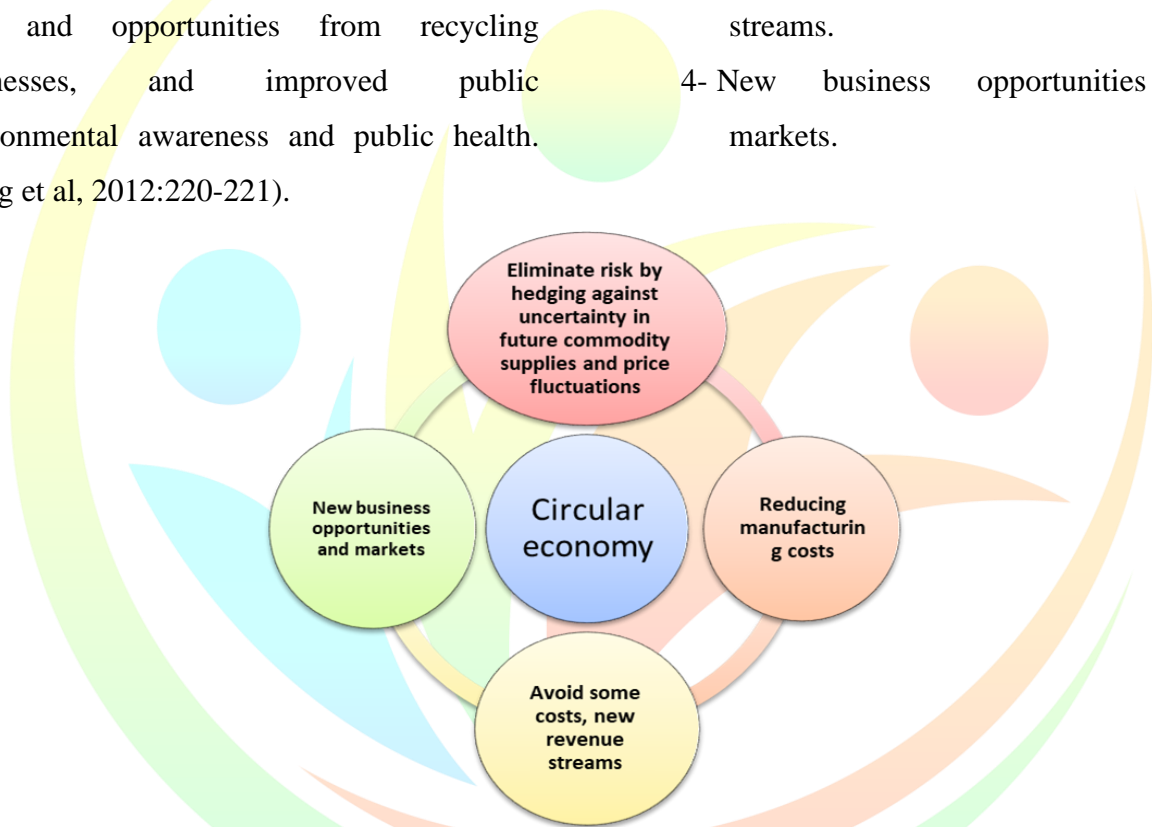 and opportunities from recycling
nesses, and improved public
onmental awareness and public health.
g et al, 2012:220-221).
streams.
4- New business opportunities
markets.
Eliminate risk by
hedging against
uncertainty in
future commodity
supplies and price
fluctuations
New business
opportunities
and markets
Circular
economy
Reducing
manufacturin
g costs
Avoid some
costs, new
revenue
streams